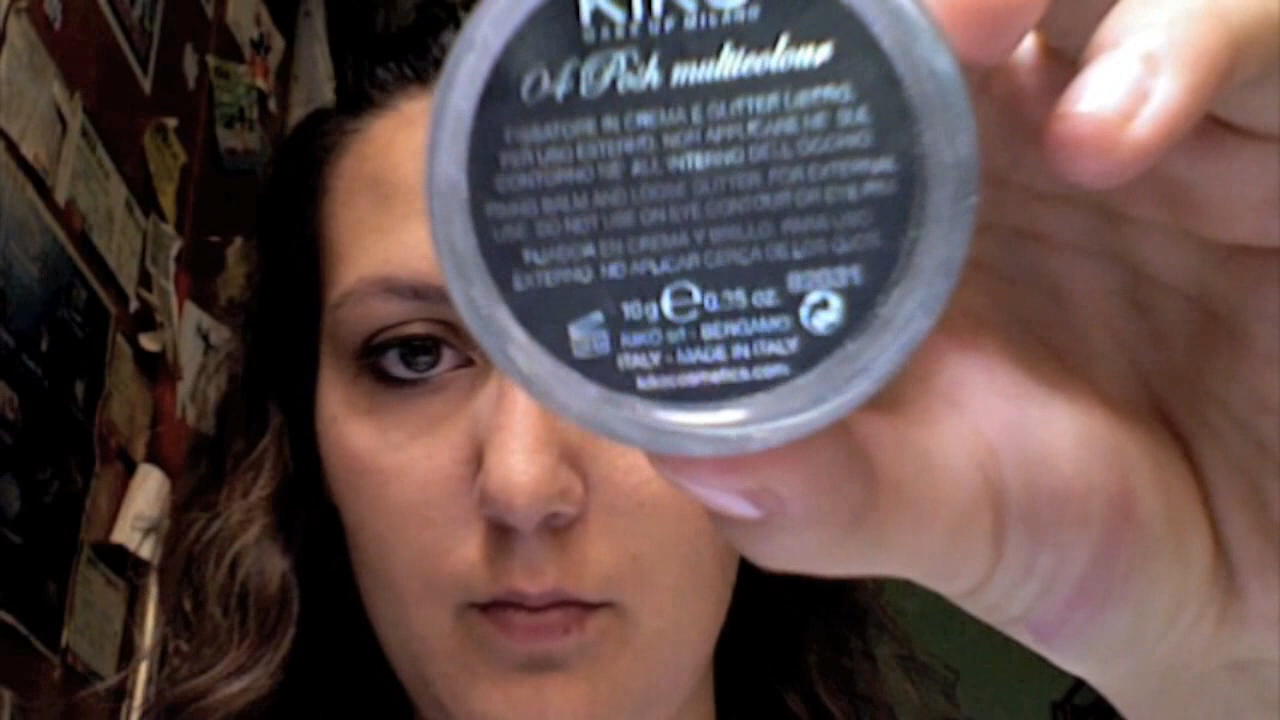 KIKO
MAKE UP MILANO
04 Posh multicolour
FISSATORE IN CREMA E GLITTER LIBERO.
PER USO ESTERNO. NON APPLICARE NE' SUL
CONTORNO NE' ALL'INTERNO DELL'OCCHIO.
FIXING BALM AND LOOSE GLITTER. FOR EXTERNAL
USE. DO NOT USE ON EYE CONTOUR OR EYE
FIJADOR EN CREMA Y BRILLO. PARA USO
EXTERNO. NO APLICAR CERCA DE LOS OJOS.
10 g e 0.35 oz.
KIKO srl - BERGAMO
ITALY - MADE IN ITALY
kikocosmetics.com